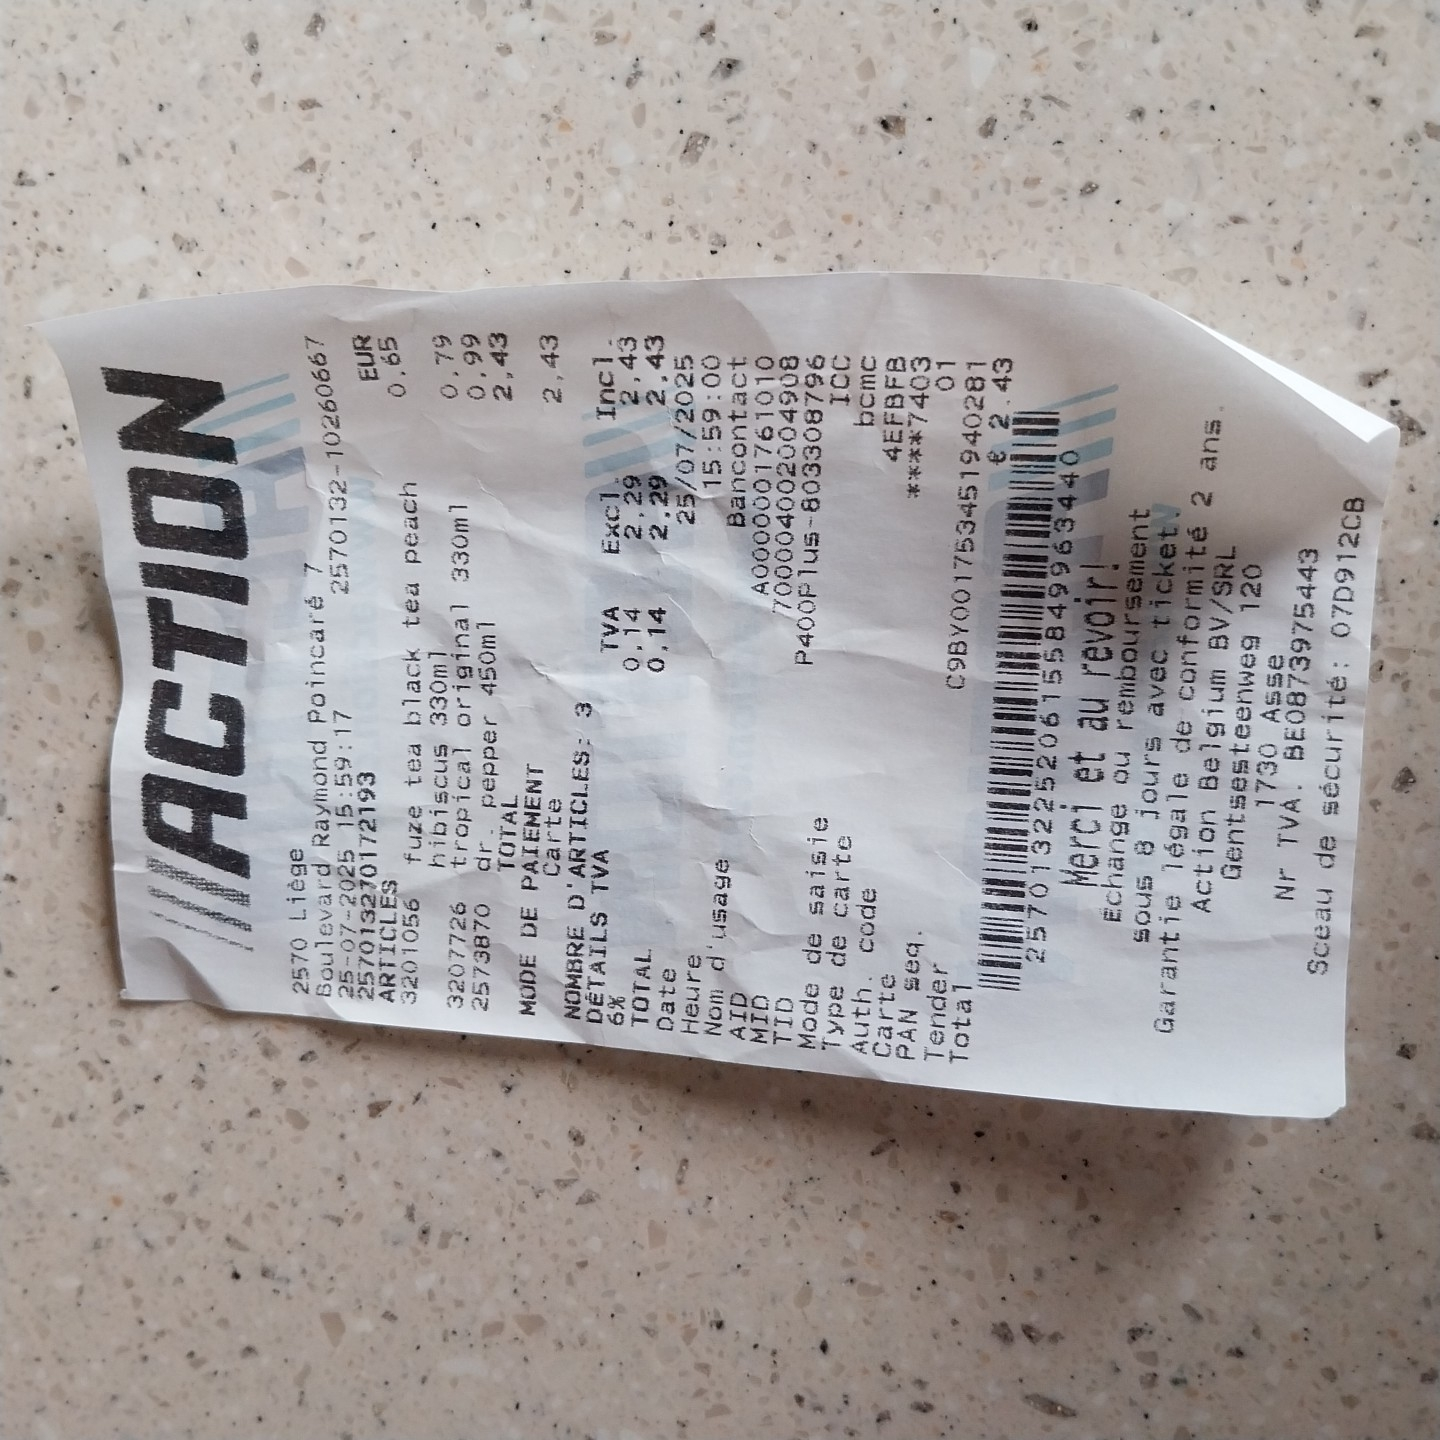 ACTION
2570 Liège
Boulevard Raymond Poincaré 7
25-07-2025 15:59:17 2570132-10260667
257013270172193
ARTICLES EUR
3201056 fuze tea black tea peach 0,65
hibiscus 330ml
3207726 tropical original 330ml 0,79
2573870 dr. pepper 450ml 0,99
TOTAL 2,43
MODE DE PAIEMENT
Carte 2,43
NOMBRE D'ARTICLES: 3
DÉTAILS TVA TVA Excl. Incl.
6% 0,14 2,29 2,43
TOTAL 0,14 2,29 2,43
Date 25/07/2025
Heure 15:59:00
Nom d'usage Bancontact
AID A0000001761010
MID 700004002004908
TID P400Plus-803308796
Mode de saisie ICC
Type de carte bcmc
Auth. code 4EFBFB
Carte ****7403
PAN seq. 01
Tender C9BY001753451940281
Total € 2.43
2570132252061558499634​40
Merci et au revoir!
Echange ou remboursement
sous 8 jours avec ticket.
Garantie légale de conformité 2 ans.
Action Belgium BV/SRL
Gentsesteenweg 120
1730 Asse
Nr TVA. BE0873975443
Sceau de sécurité: 07D912CB